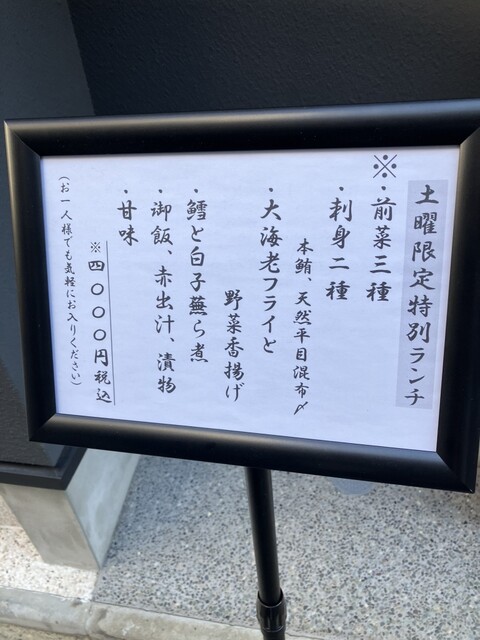 土曜限定特別ランチ
※・前菜三種
・刺身二種
本鮪、天然平目混布〆
・大海老フライと
野菜香揚げ
・鱈と白子蕪ら煮
・御飯、赤出汁、漬物
・甘味
※四〇〇〇円税込
(お一人様でも気軽にお入りください)